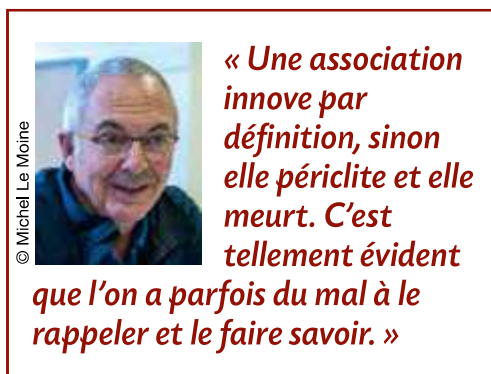 © Michel Le Moine
« Une association
innove par
définition, sinon
elle périclite et elle
meurt. C’est
tellement évident
que l’on a parfois du mal à le
rappeler et le faire savoir. »